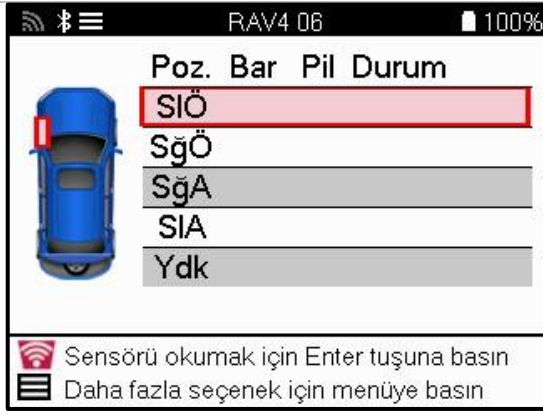 RAV4 06 100%
Poz. Bar Pil Durum
SlÖ
SğÖ
SğA
SlA
Ydk
Sensörü okumak için Enter tuşuna basın
Daha fazla seçenek için menüye basın